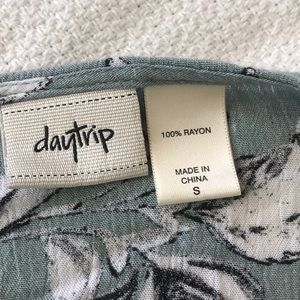 daytrip
100% RAYON
MADE IN
CHINA
S